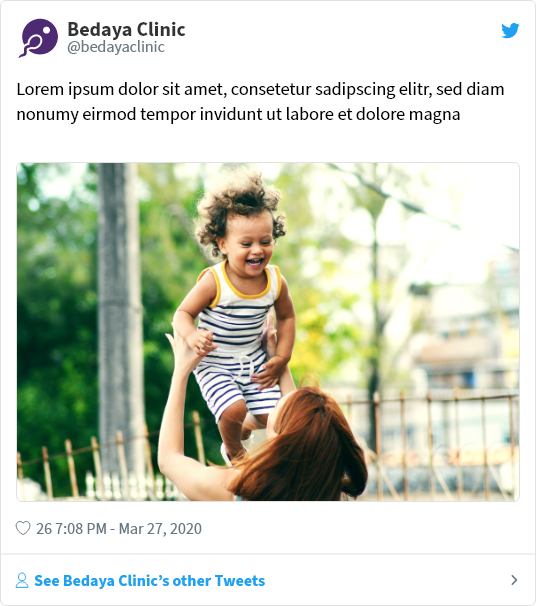 Bedaya Clinic
@bedayaclinic
Lorem ipsum dolor sit amet, consetetur sadipscing elitr, sed diam
nonumy eirmod tempor invidunt ut labore et dolore magna
26 7:08 PM - Mar 27, 2020
See Bedaya Clinic’s other Tweets